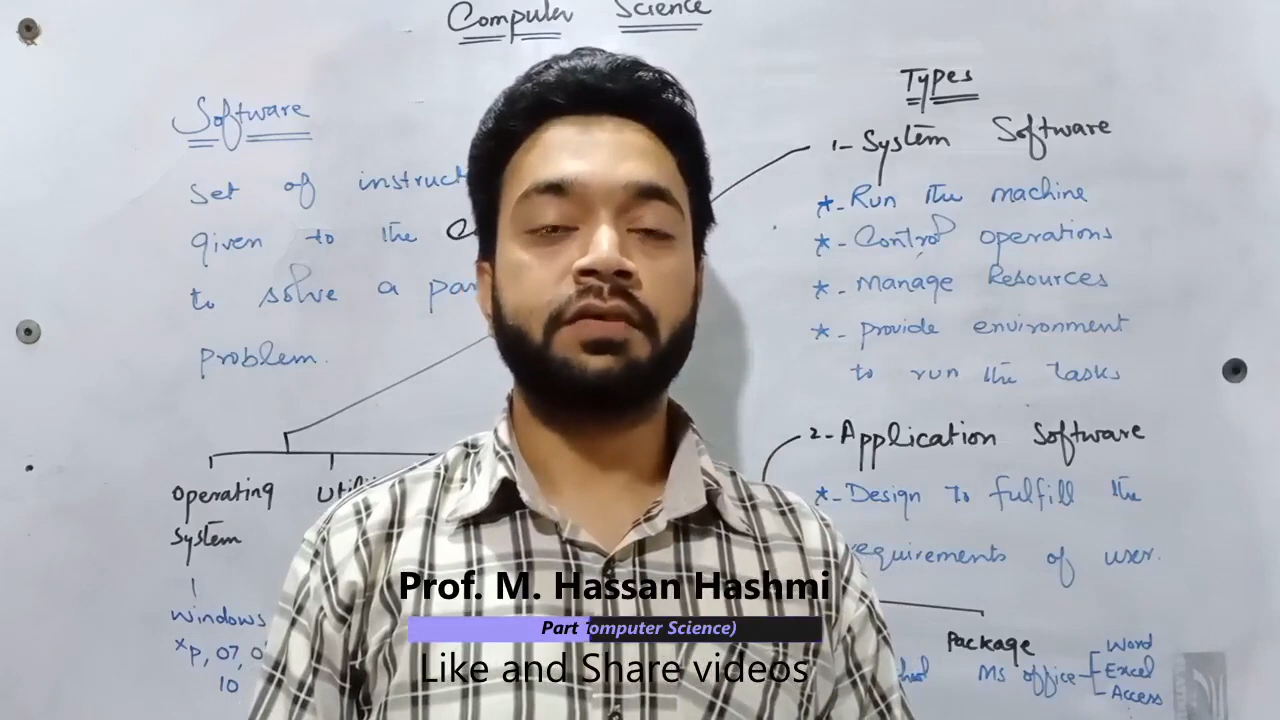 Computer Science
Software
Set of instruct
given to the
to solve a par
problem.
Operating
System
Windows
xp, 07, 0
10
Types
1- System Software
*- Run the machine
*- Control operations
*- Manage Resources
*- provide environment
to run the tasks
2- Application Software
*- Design to fulfill the
requirements of user.
Package
MS office
Word
Excel
Access
Prof. M. Hassan Hashmi
Part omputer Science)
Like and Share videos